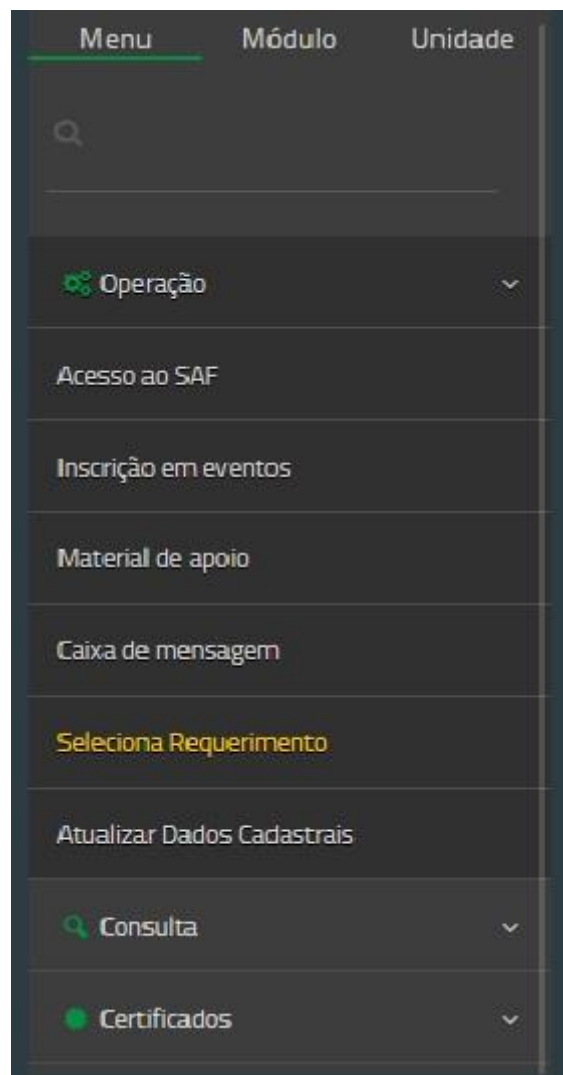 Menu Módulo Unidade
Operação
Acesso ao SAF
Inscrição em eventos
Material de apoio
Caixa de mensagem
Seleciona Requerimento
Atualizar Dados Cadastrais
Consulta
Certificados